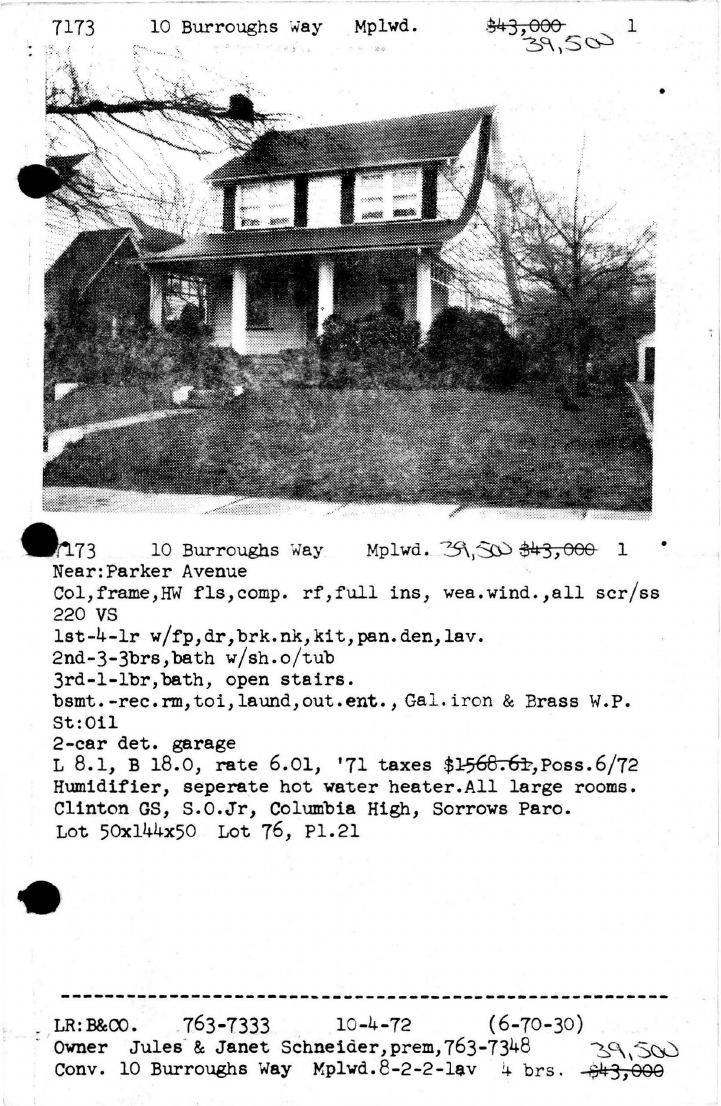 7173 10 Burroughs Way Mplwd. $43,000 1
39,500
7173 10 Burroughs Way Mplwd. 39,500 $43,000 1
Near:Parker Avenue
Col,frame,HW fls,comp. rf,full ins, wea.wind.,all scr/ss
220 VS
1st-4-lr w/fp,dr,brk.nk,kit,pan.den,lav.
2nd-3-3brs,bath w/sh.o/tub
3rd-1-1br,bath, open stairs.
bsmt.-rec.rm,toi,laund,out.ent., Gal.iron & Brass W.P.
St:Oil
2-car det. garage
L 8.1, B 18.0, rate 6.01, '71 taxes $1568.61,Poss.6/72
Humidifier, seperate hot water heater.All large rooms.
Clinton GS, S.O.Jr, Columbia High, Sorrows Paro.
Lot 50x144x50 Lot 76, Pl.21
LR:B&CO. 763-7333 10-4-72 (6-70-30)
Owner Jules & Janet Schneider,prem,763-7348 39,500
Conv. 10 Burroughs Way Mplwd.8-2-2-lav 4 brs. $43,000